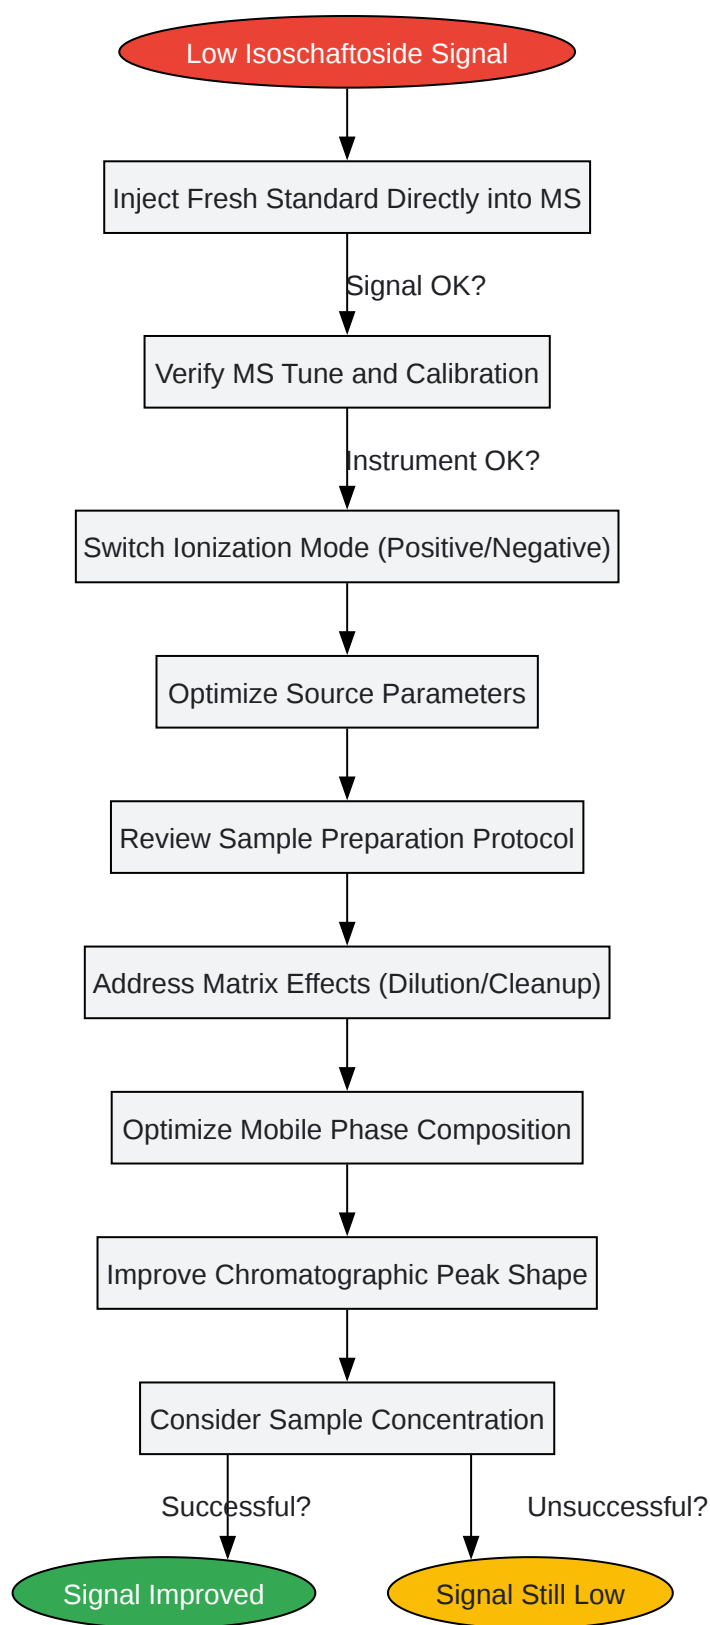 Low Isoschaftoside Signal
Inject Fresh Standard Directly into MS
Signal OK?
Verify MS Tune and Calibration
Instrument OK?
Switch Ionization Mode (Positive/Negative)
Optimize Source Parameters
Review Sample Preparation Protocol
Address Matrix Effects (Dilution/Cleanup)
Optimize Mobile Phase Composition
Improve Chromatographic Peak Shape
Consider Sample Concentration
Successful?
Unsuccessful?
Signal Improved
Signal Still Low